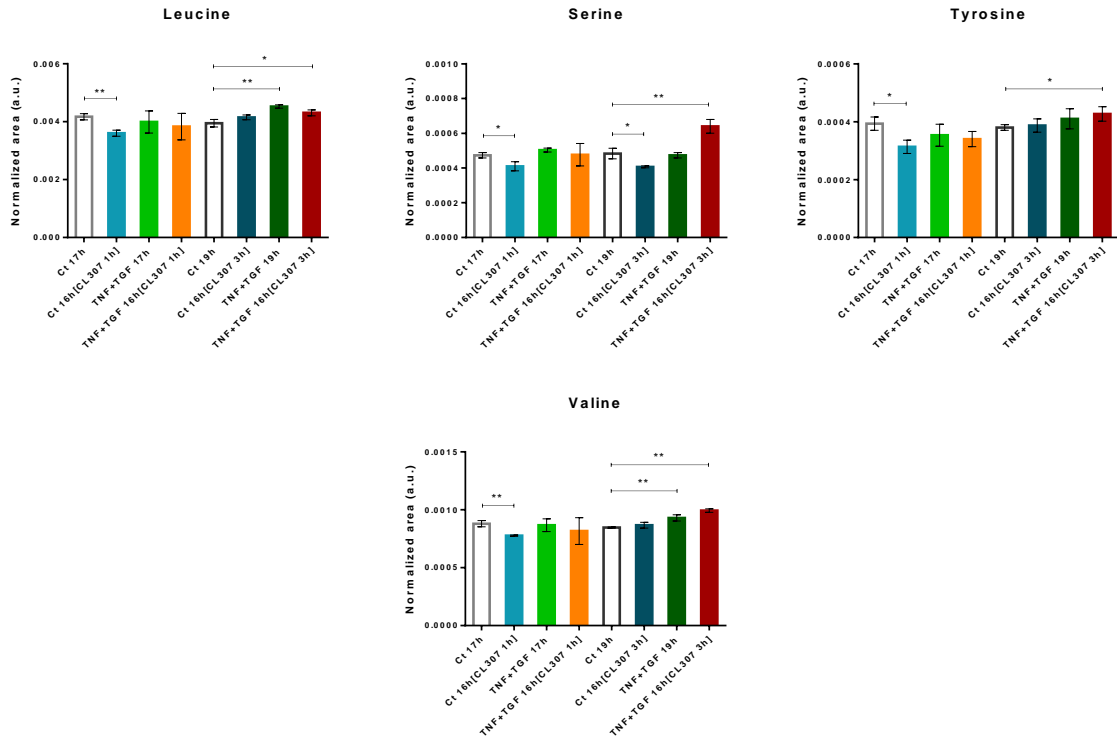 Leucine
Normalized area (a.u.)
0.006
0.004
0.002
0.000
**
**
*
Ct 17h
Ct 16h[CL307 1h]
TNF+TGF 17h
TNF+TGF 16h[CL307 1h]
Ct 19h
Ct 16h[CL307 3h]
TNF+TGF 19h
TNF+TGF 16h[CL307 3h]
Serine
Normalized area (a.u.)
0.0010
0.0008
0.0006
0.0004
0.0002
0.0000
*
*
**
Ct 17h
Ct 16h[CL307 1h]
TNF+TGF 17h
TNF+TGF 16h[CL307 1h]
Ct 19h
Ct 16h[CL307 3h]
TNF+TGF 19h
TNF+TGF 16h[CL307 3h]
Tyrosine
Normalized area (a.u.)
0.0006
0.0004
0.0002
0.0000
*
*
Ct 17h
Ct 16h[CL307 1h]
TNF+TGF 17h
TNF+TGF 16h[CL307 1h]
Ct 19h
Ct 16h[CL307 3h]
TNF+TGF 19h
TNF+TGF 16h[CL307 3h]
Valine
Normalized area (a.u.)
0.0015
0.0010
0.0005
0.0000
**
**
**
Ct 17h
Ct 16h[CL307 1h]
TNF+TGF 17h
TNF+TGF 16h[CL307 1h]
Ct 19h
Ct 16h[CL307 3h]
TNF+TGF 19h
TNF+TGF 16h[CL307 3h]